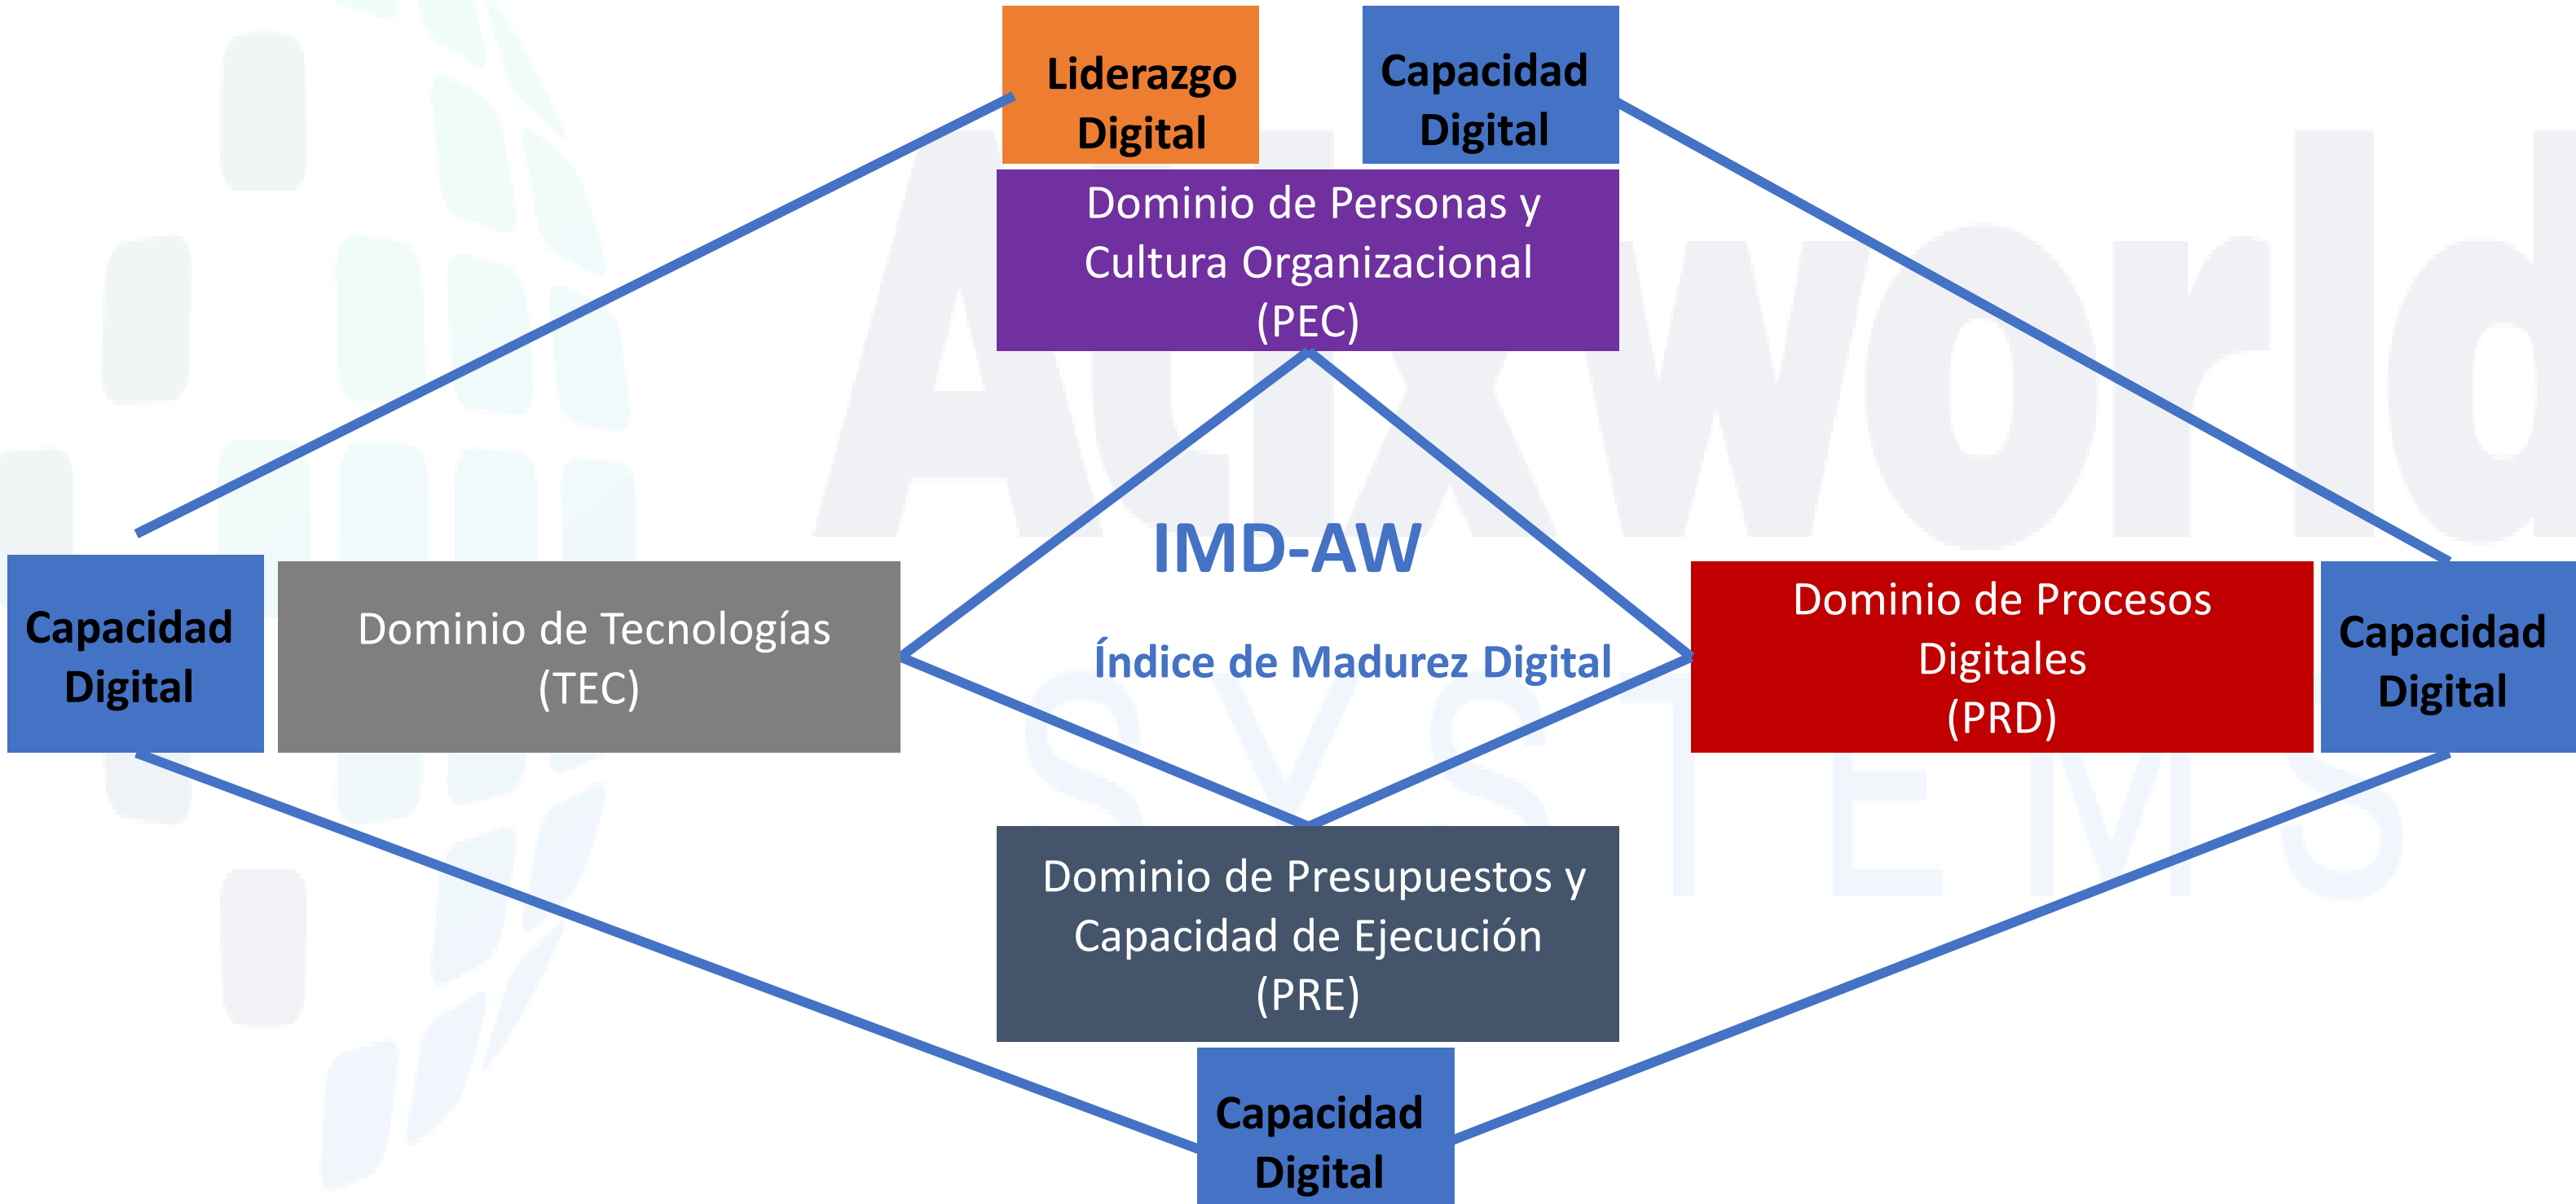 Liderazgo
Digital
Capacidad
Digital
Dominio de Personas y
Cultura Organizacional
(PEC)
IMD-AW
Índice de Madurez Digital
Capacidad
Digital
Dominio de Tecnologías
(TEC)
Dominio de Procesos
Digitales
(PRD)
Capacidad
Digital
Dominio de Presupuestos y
Capacidad de Ejecución
(PRE)
Capacidad
Digital
Actixworld
SYSTEMS